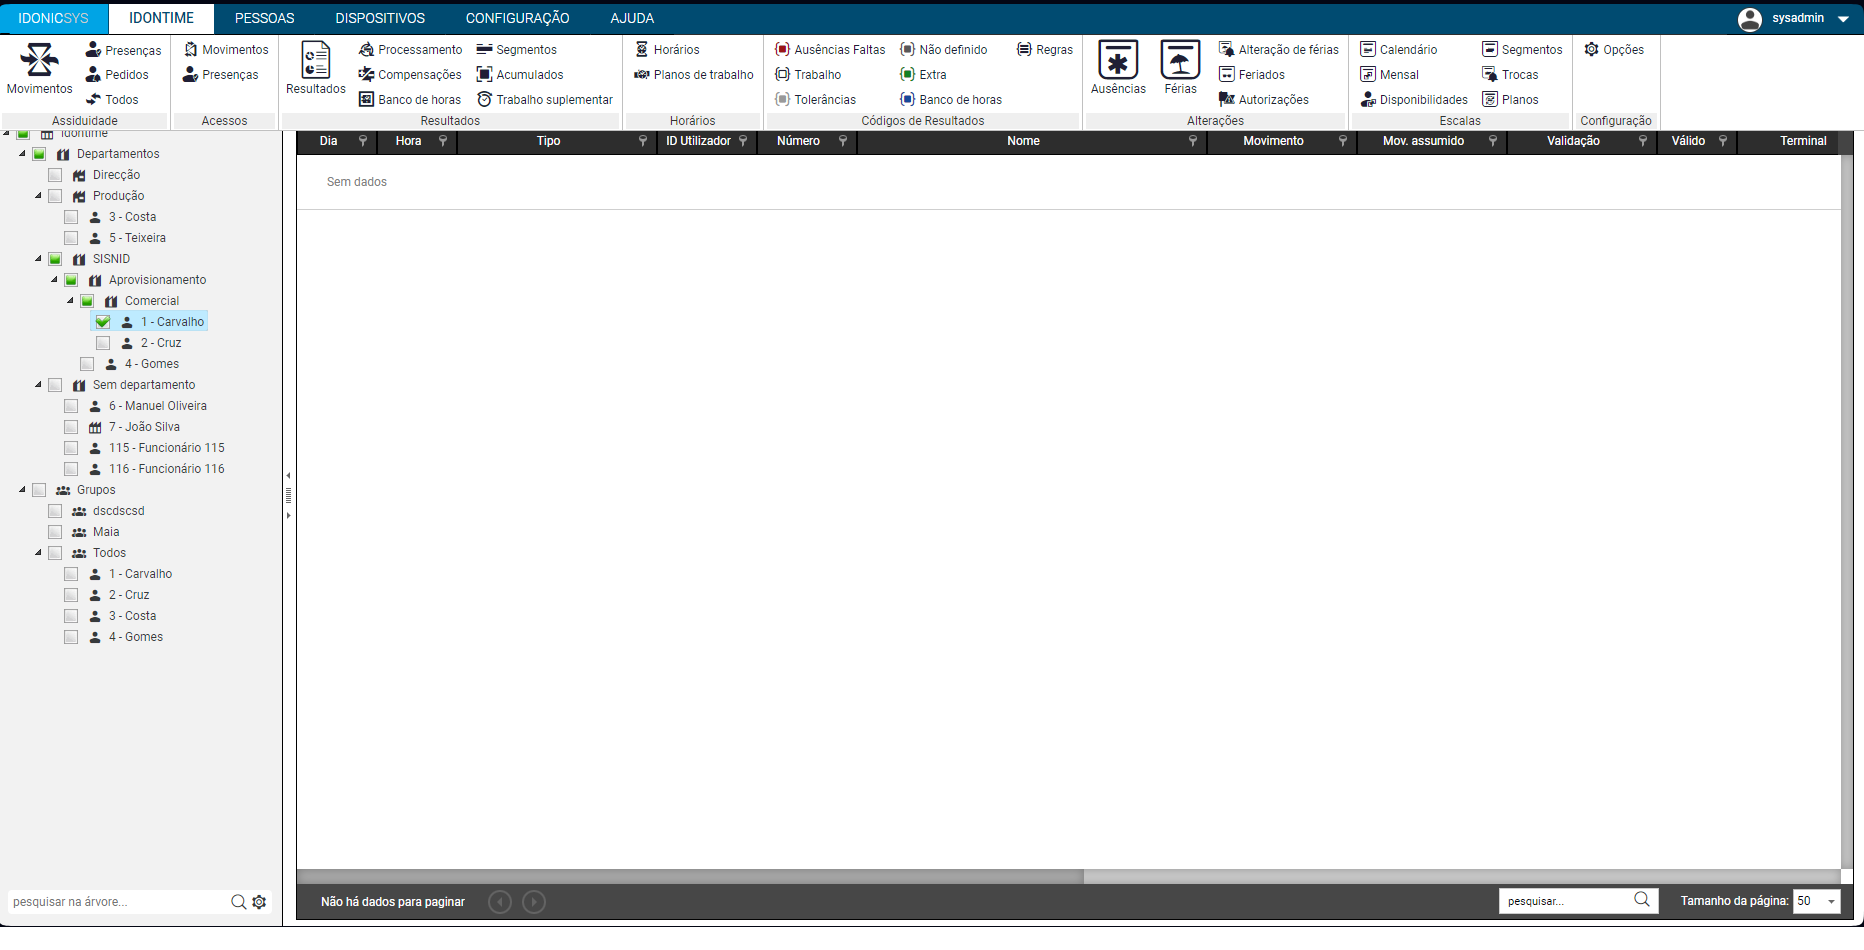 IDONICSYS IDONTIME PESSOAS DISPOSITIVOS CONFIGURAÇÃO AJUDA sysadmin
Movimentos
Presenças
Pedidos
Todos
Assiduidade
Movimentos
Presenças
Acessos
Resultados
Processamento
Compensações
Banco de horas
Segmentos
Acumulados
Trabalho suplementar
Resultados
Horários
Planos de trabalho
Horários
Ausências Faltas
Trabalho
Tolerâncias
Não definido
Extra
Banco de horas
Regras
Códigos de Resultados
Ausências
Férias
Alteração de férias
Feriados
Autorizações
Alterações
Calendário
Mensal
Disponibilidades
Segmentos
Trocas
Planos
Escalas
Opções
Configuração
Idontime
Departamentos
Direcção
Produção
3 - Costa
5 - Teixeira
SISNID
Aprovisionamento
Comercial
1 - Carvalho
2 - Cruz
4 - Gomes
Sem departamento
6 - Manuel Oliveira
7 - João Silva
115 - Funcionário 115
116 - Funcionário 116
Grupos
dscdscsd
Maia
Todos
1 - Carvalho
2 - Cruz
3 - Costa
4 - Gomes
pesquisar na árvore...
Dia Hora Tipo ID Utilizador Número Nome Movimento Mov. assumido Validação Válido Terminal
Sem dados
Não há dados para paginar pesquisar... Tamanho da página: 50